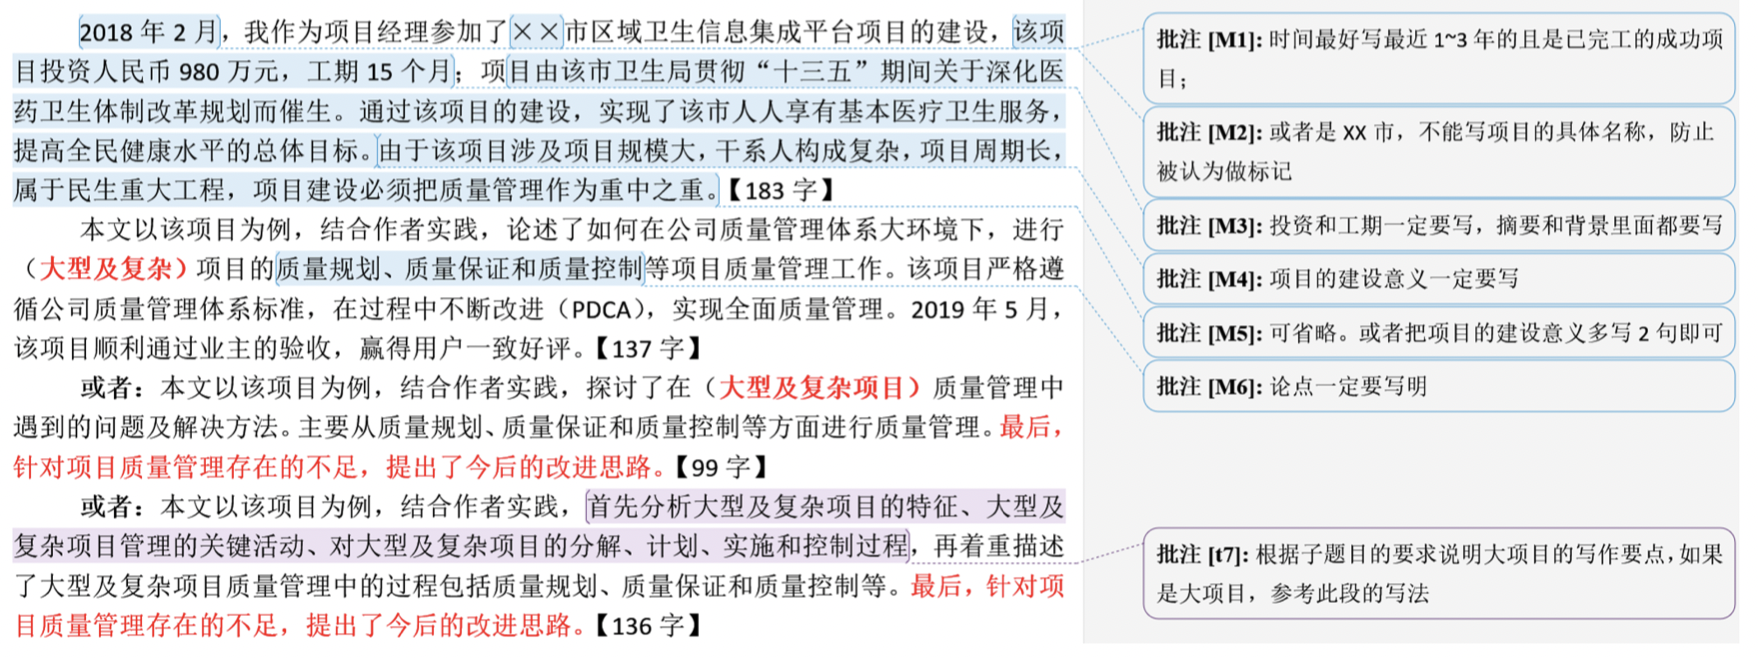 2018 年 2 月，我作为项目经理参加了××市区域卫生信息集成平台项目的建设，该项
目投资人民币 980 万元，工期 15 个月；项目由该市卫生局贯彻“十三五”期间关于深化医
药卫生体制改革规划而催生。通过该项目的建设，实现了该市人人享有基本医疗卫生服务，
提高全民健康水平的总体目标。由于该项目涉及项目规模大，干系人构成复杂，项目周期长，
属于民生重大工程，项目建设必须把质量管理作为重中之重。【183 字】
本文以该项目为例，结合作者实践，论述了如何在公司质量管理体系大环境下，进行
（大型及复杂）项目的质量规划、质量保证和质量控制等项目质量管理工作。该项目严格遵
循公司质量管理体系标准，在过程中不断改进（PDCA），实现全面质量管理。2019 年 5 月，
该项目顺利通过业主的验收，赢得用户一致好评。【137 字】
或者：本文以该项目为例，结合作者实践，探讨了在（大型及复杂项目）质量管理中
遇到的问题及解决方法。主要从质量规划、质量保证和质量控制等方面进行质量管理。最后，
针对项目质量管理存在的不足，提出了今后的改进思路。【99 字】
或者：本文以该项目为例，结合作者实践，首先分析大型及复杂项目的特征、大型及
复杂项目管理的关键活动、对大型及复杂项目的分解、计划、实施和控制过程，再着重描述
了大型及复杂项目质量管理中的过程包括质量规划、质量保证和质量控制等。最后，针对项
目质量管理存在的不足，提出了今后的改进思路。【136 字】
批注 [M1]: 时间最好写最近 1~3 年的且是已完工的成功项
目；
批注 [M2]: 或者是 XX 市，不能写项目的具体名称，防止
被认为做标记
批注 [M3]: 投资和工期一定要写，摘要和背景里面都要写
批注 [M4]: 项目的建设意义一定要写
批注 [M5]: 可省略。或者把项目的建设意义多写 2 句即可
批注 [M6]: 论点一定要写明
批注 [t7]: 根据子题目的要求说明大项目的写作要点，如果
是大项目，参考此段的写法